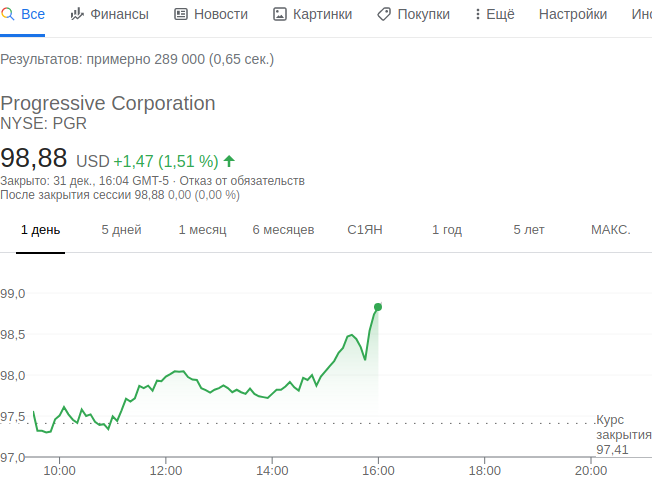 Все Финансы Новости Картинки Покупки Ещё Настройки Инс
Результатов: примерно 289 000 (0,65 сек.)
Progressive Corporation
NYSE: PGR
98,88 USD +1,47 (1,51 %)
Закрыто: 31 дек., 16:04 GMT-5 · Отказ от обязательств
После закрытия сессии 98,88 0,00 (0,00 %)
1 день 5 дней 1 месяц 6 месяцев С1ЯН 1 год 5 лет МАКС.
99,0
98,5
98,0
97,5
Курс
закрытия
97,41
97,0
10:00 12:00 14:00 16:00 18:00 20:00